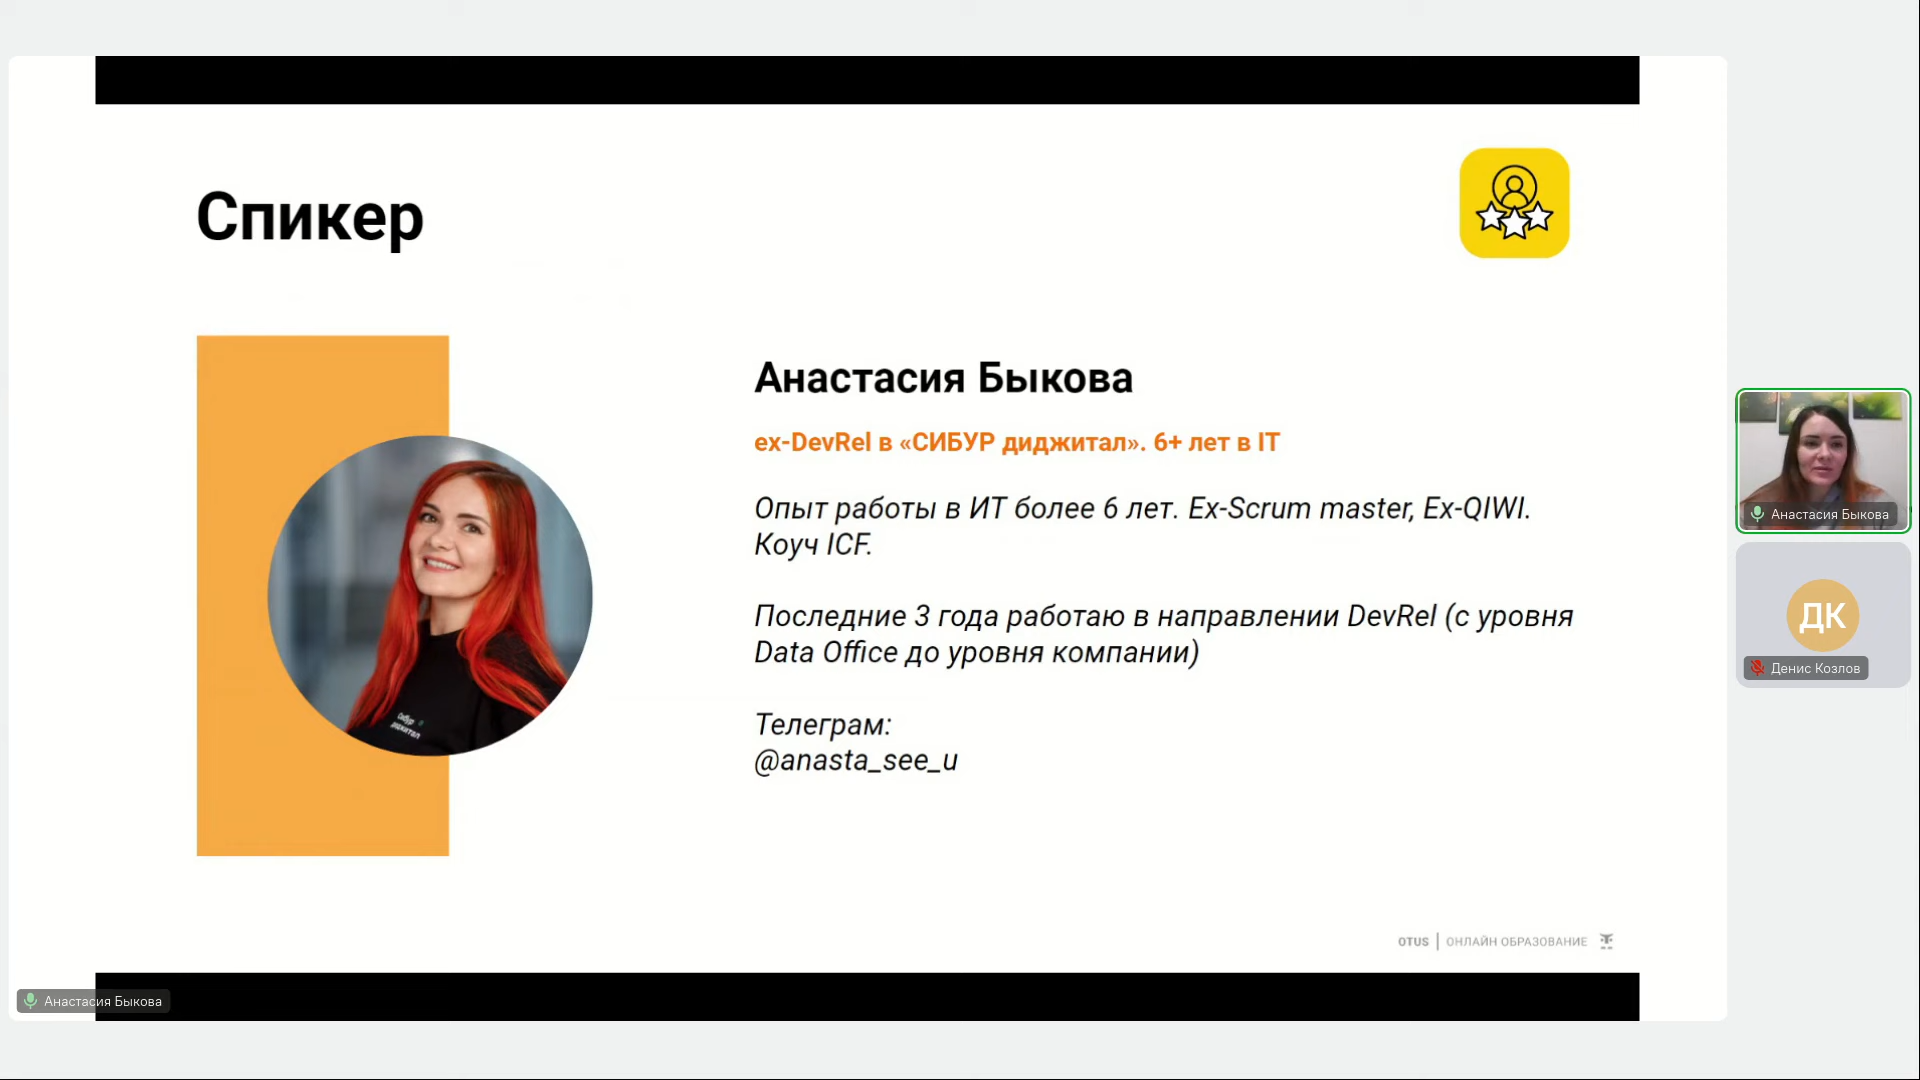 Спикер
Анастасия Быкова
ex-DevRel в «СИБУР диджитал». 6+ лет в IT
Опыт работы в ИТ более 6 лет. Ex-Scrum master, Ex-QIWI.
Коуч ICF.
Последние 3 года работаю в направлении DevRel (с уровня
Data Office до уровня компании)
Телеграм:
@anasta_see_u
Сибур
диджитал
OTUS | ОНЛАЙН ОБРАЗОВАНИЕ
Анастасия Быкова
Анастасия Быкова
ДК
Денис Козлов